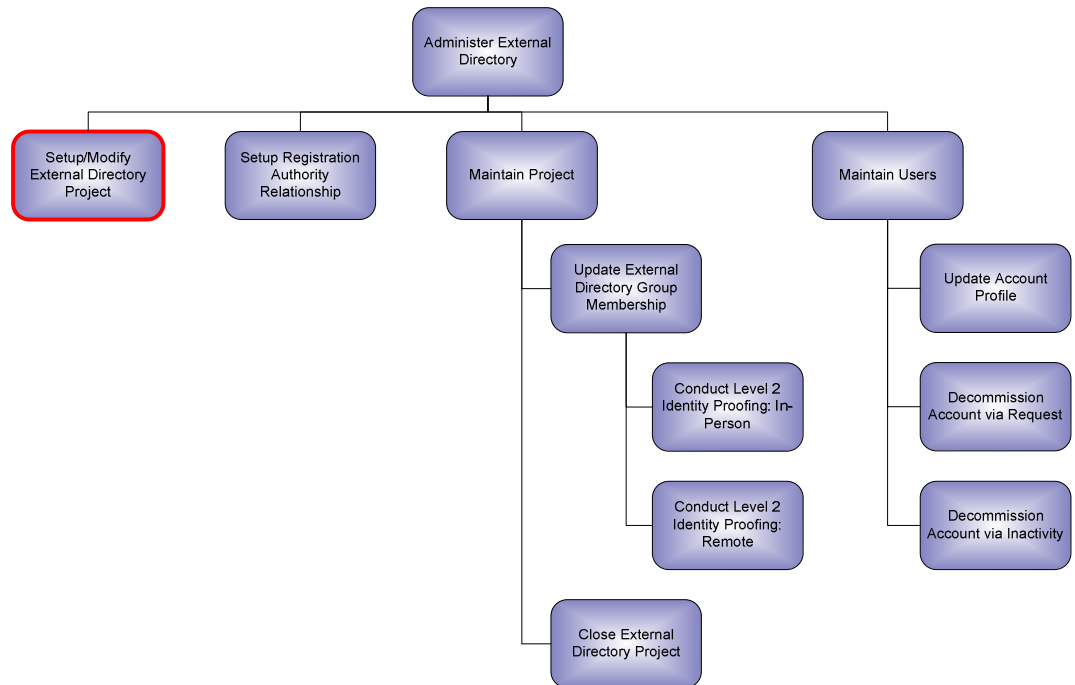 Administer External
Directory
Setup/Modify
External Directory
Project
Setup Registration
Authority
Relationship
Maintain Project
Maintain Users
Update External
Directory Group
Membership
Update Account
Profile
Conduct Level 2
Identity Proofing: In-
Person
Decommission
Account via Request
Conduct Level 2
Identity Proofing:
Remote
Decommission
Account via Inactivity
Close External
Directory Project